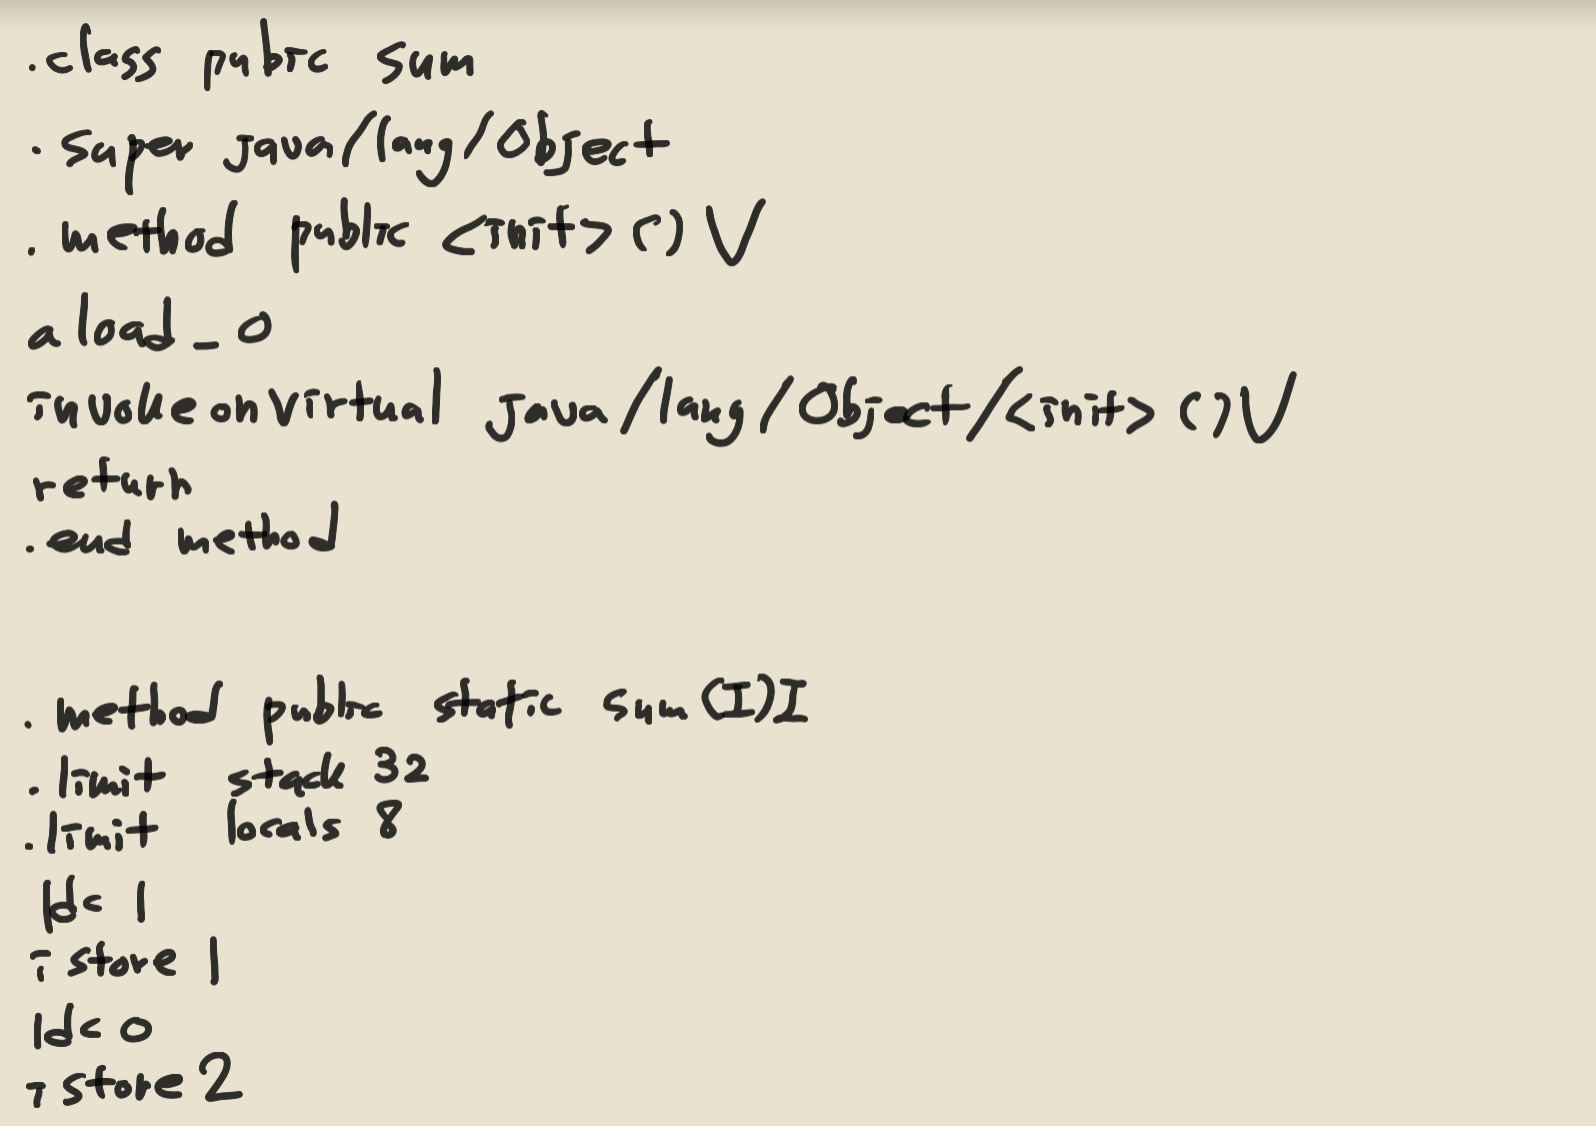 .class public sum
.super java/lang/Object
.method public <init> () V
aload_0
invokeonvirtual java/lang/Object/<init> () V
return
.end method
.method public static sum (I)I
.limit stack 32
.limit locals 8
ldc 1
istore 1
ldc 0
istore 2